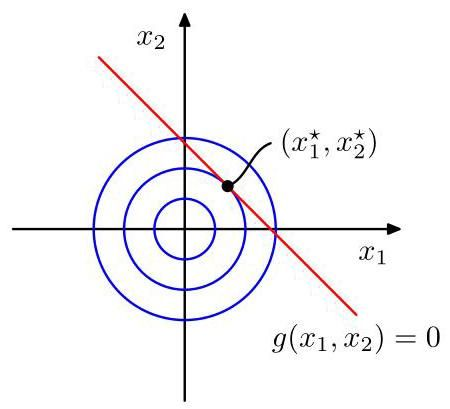 x₂
(x₁⋆, x₂⋆)
x₁
g(x₁, x₂) = 0